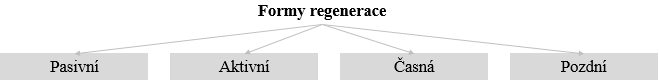 Formy regenerace
Pasivní Aktivní Časná Pozdní